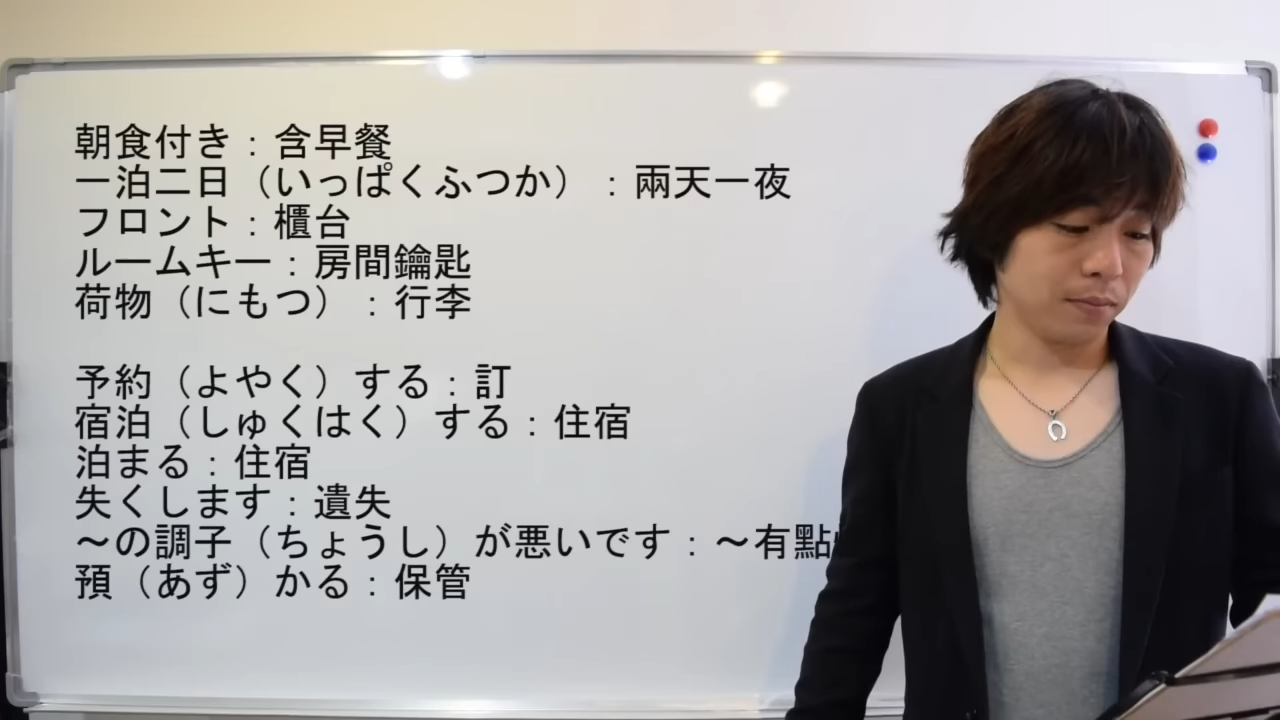 朝食付き：含早餐
一泊二日（いっぱくふつか）：兩天一夜
フロント：櫃台
ルームキー：房間鑰匙
荷物（にもつ）：行李
予約（よやく）する：訂
宿泊（しゅくはく）する：住宿
泊まる：住宿
失くします：遺失
～の調子（ちょうし）が悪いです：～有點
預（あず）かる：保管